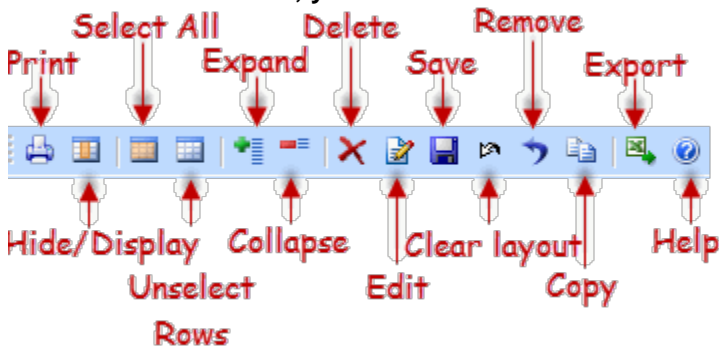 Select All Delete Remove
Print Expand Save Export
Hide/Display Collapse Clear layout Help
Unselect Edit Copy
Rows